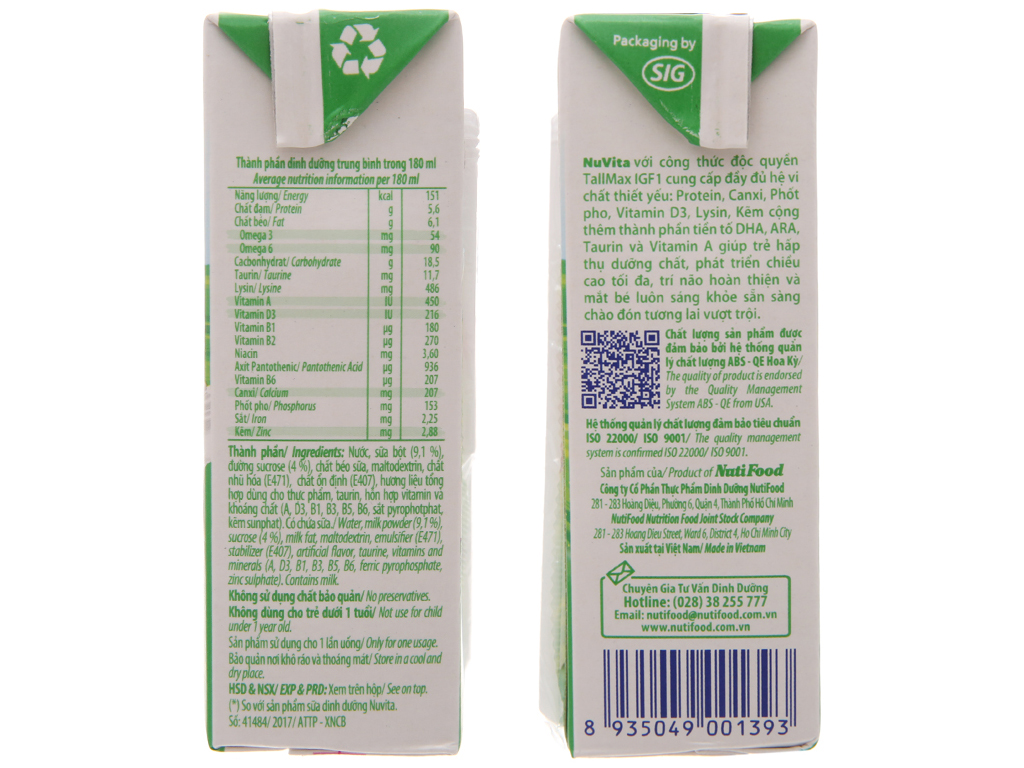 Thành phần dinh dưỡng trung bình trong 180 ml
Average nutrition information per 180 ml
Năng lượng/ Energy kcal 151
Chất đạm/ Protein g 5,6
Chất béo/ Fat g 6,1
Omega 3 mg 54
Omega 6 mg 90
Cacbonhydrat/ Carbohydrate g 18,5
Taurin/ Taurine mg 11,7
Lysin/ Lysine mg 486
Vitamin A IU 450
Vitamin D3 IU 216
Vitamin B1 µg 180
Vitamin B2 µg 270
Niacin mg 3,60
Axit Pantothenic/ Pantothenic Acid µg 936
Vitamin B6 µg 207
Canxi/ Calcium mg 207
Phốt pho/ Phosphorus mg 153
Sắt/ Iron mg 2,25
Kẽm/ Zinc mg 2,88
Thành phần/ Ingredients: Nước, sữa bột (9,1 %),
đường sucrose (4 %), chất béo sữa, maltodextrin, chất
nhũ hóa (E471), chất ổn định (E407), hương liệu tổng
hợp dùng cho thực phẩm, taurin, hỗn hợp vitamin và
khoáng chất (A, D3, B1, B3, B5, B6, sắt pyrophotphat,
kẽm sunphat). Có chứa sữa./ Water, milk powder (9,1%),
sucrose (4 %), milk fat, maltodextrin, emulsifier (E471),
stabilizer (E407), artificial flavor, taurine, vitamins and
minerals (A, D3, B1, B3, B5, B6, ferric pyrophosphate,
zinc sulphate). Contains milk.
Không sử dụng chất bảo quản/ No preservatives.
Không dùng cho trẻ dưới 1 tuổi/ Not use for child
under 1 year old.
Sản phẩm sử dụng cho 1 lần uống/ Only for one usage.
Bảo quản nơi khô ráo và thoáng mát/ Store in a cool and
dry place.
HSD & NSX/ EXP & PRD: Xem trên hộp/ See on top.
(*) So với sản phẩm sữa dinh dưỡng Nuvita.
Số: 41484/ 2017/ ATTP - XNCB
Packaging by
SIG
NuVita với công thức độc quyền
TallMax IGF1 cung cấp đầy đủ hệ vi
chất thiết yếu: Protein, Canxi, Phốt
pho, Vitamin D3, Lysin, Kẽm cộng
thêm thành phần tiền tố DHA, ARA,
Taurin và Vitamin A giúp trẻ hấp
thụ dưỡng chất, phát triển chiều
cao tối đa, trí não hoàn thiện và
mắt bé luôn sáng khỏe sẵn sàng
chào đón tương lai vượt trội.
Chất lượng sản phẩm được
đảm bảo bởi hệ thống quản
lý chất lượng ABS - QE Hoa Kỳ/
The quality of product is endorsed
by the Quality Management
System ABS - QE from USA.
Hệ thống quản lý chất lượng đảm bảo tiêu chuẩn
ISO 22000/ ISO 9001/ The quality management
system is confirmed ISO 22000/ ISO 9001.
Sản phẩm của/ Product of NutiFood
Công ty Cổ Phần Thực Phẩm Dinh Dưỡng NutiFood
281 - 283 Hoàng Diệu, Phường 6, Quận 4, Thành Phố Hồ Chí Minh
NutiFood Nutrition Food Joint Stock Company
281 - 283 Hoang Dieu Street, Ward 6, District 4, Ho Chi Minh City
Sản xuất tại Việt Nam/ Made in Vietnam
Chuyên Gia Tư Vấn Dinh Dưỡng
Hotline: (028) 38 255 777
Email: nutifood@nutifood.com.vn
www.nutifood.com.vn
8 935049 001393